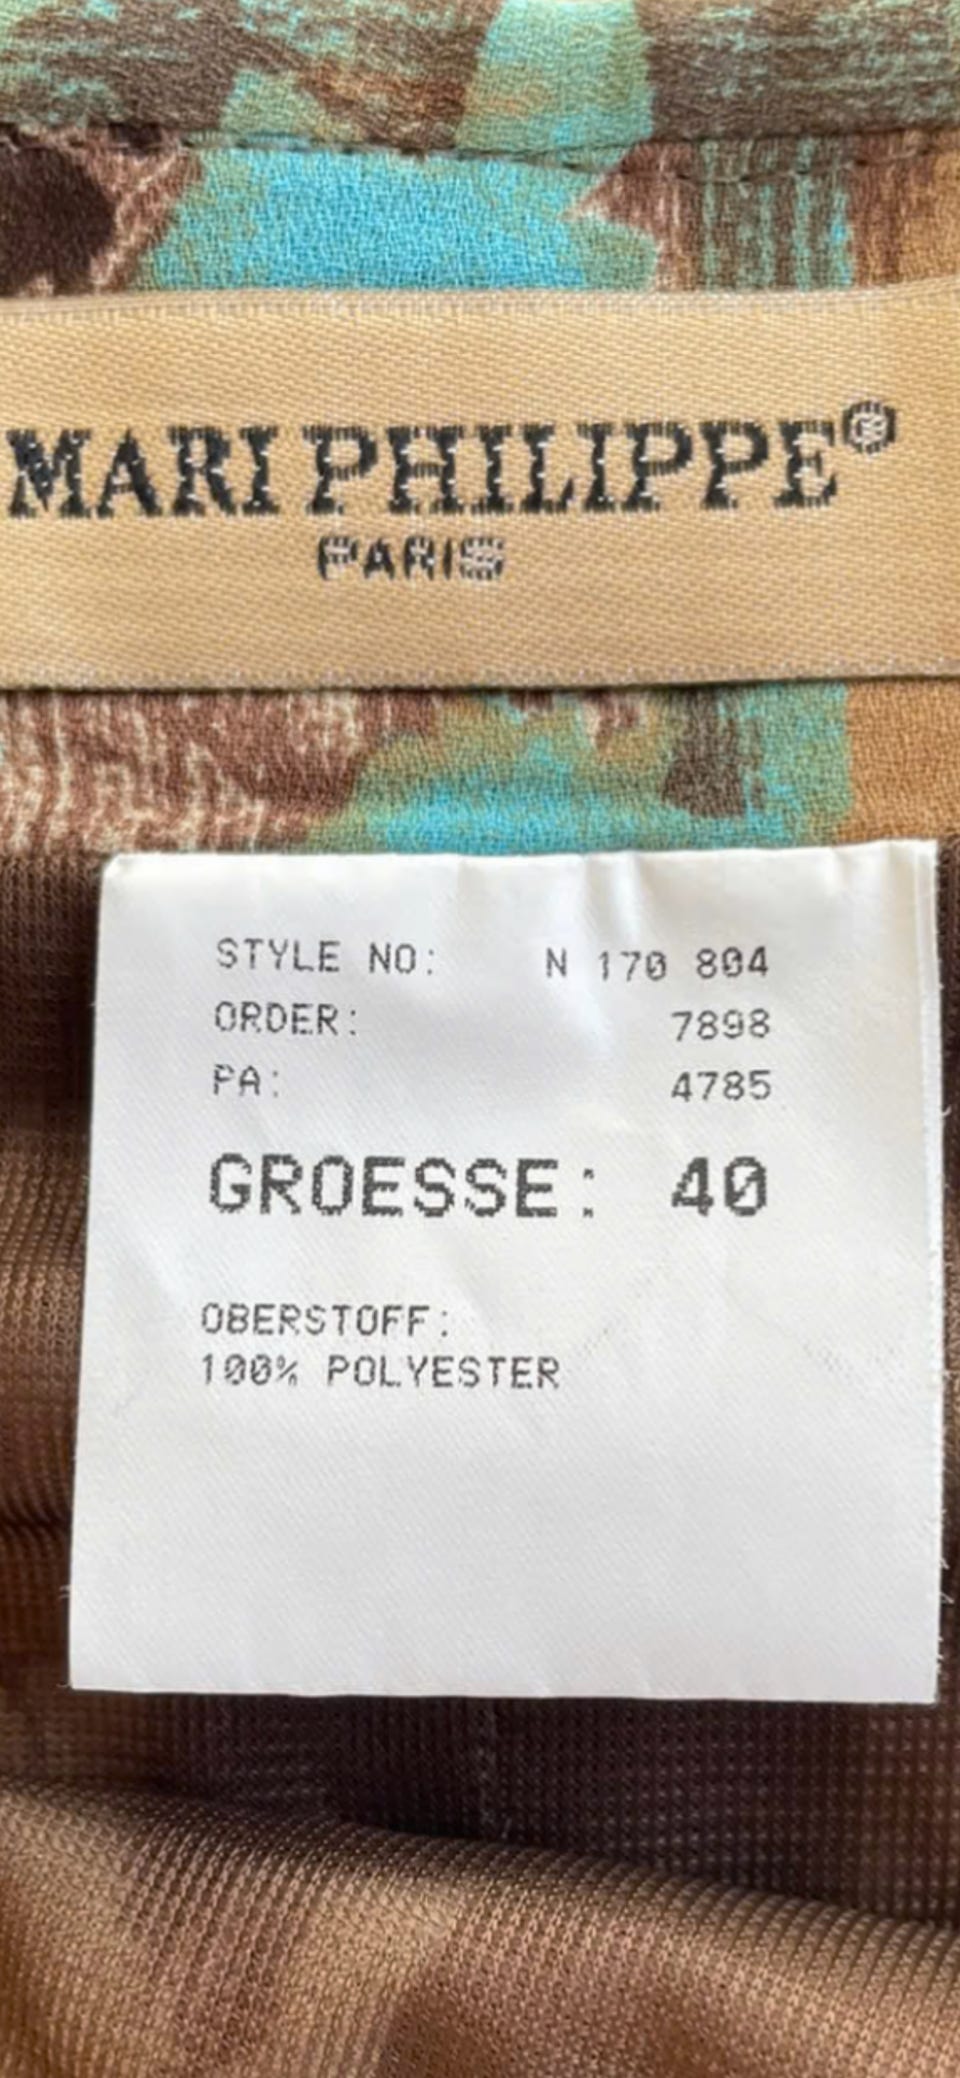 MARI PHILIPPE®
PARIS
STYLE NO: N 170 804
ORDER: 7898
PA: 4785
GROESSE: 40
OBERSTOFF:
100% POLYESTER